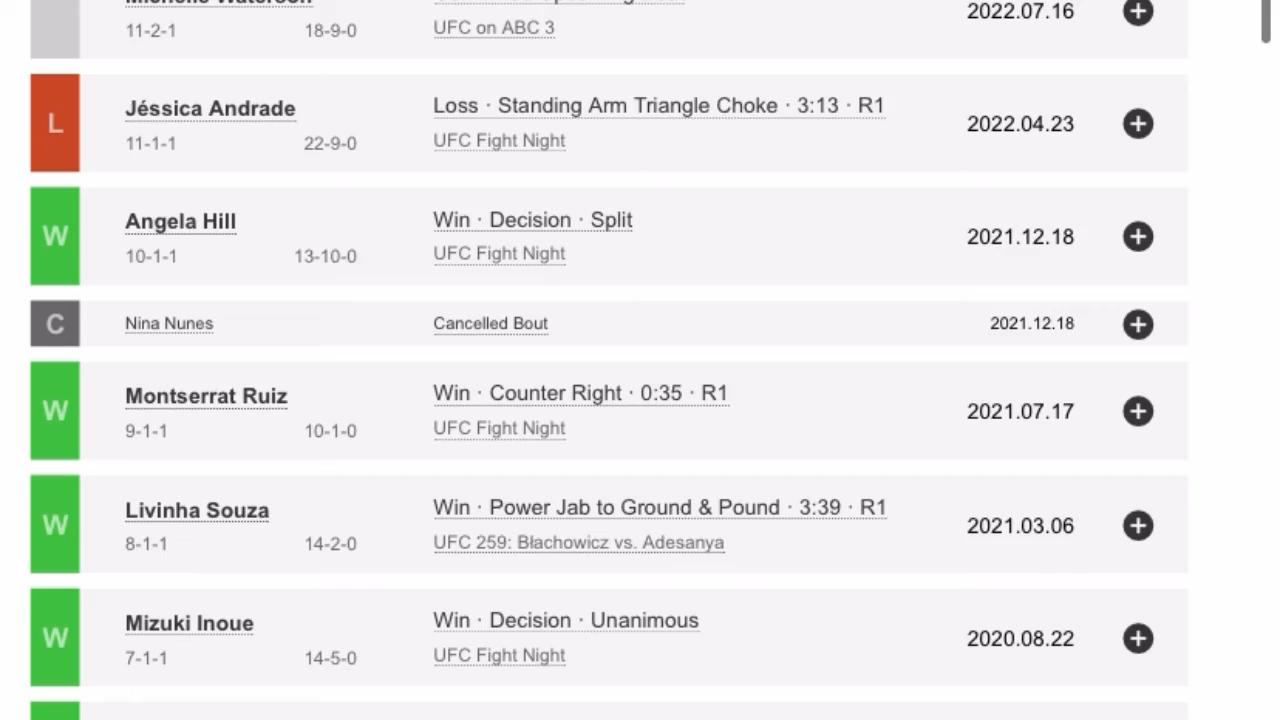 11-2-1 18-9-0 UFC on ABC 3 2022.07.16
L Jéssica Andrade Loss · Standing Arm Triangle Choke · 3:13 · R1 2022.04.23
11-1-1 22-9-0 UFC Fight Night
W Angela Hill Win · Decision · Split 2021.12.18
10-1-1 13-10-0 UFC Fight Night
C Nina Nunes Cancelled Bout 2021.12.18
W Montserrat Ruiz Win · Counter Right · 0:35 · R1 2021.07.17
9-1-1 10-1-0 UFC Fight Night
W Livinha Souza Win · Power Jab to Ground & Pound · 3:39 · R1 2021.03.06
8-1-1 14-2-0 UFC 259: Błachowicz vs. Adesanya
W Mizuki Inoue Win · Decision · Unanimous 2020.08.22
7-1-1 14-5-0 UFC Fight Night